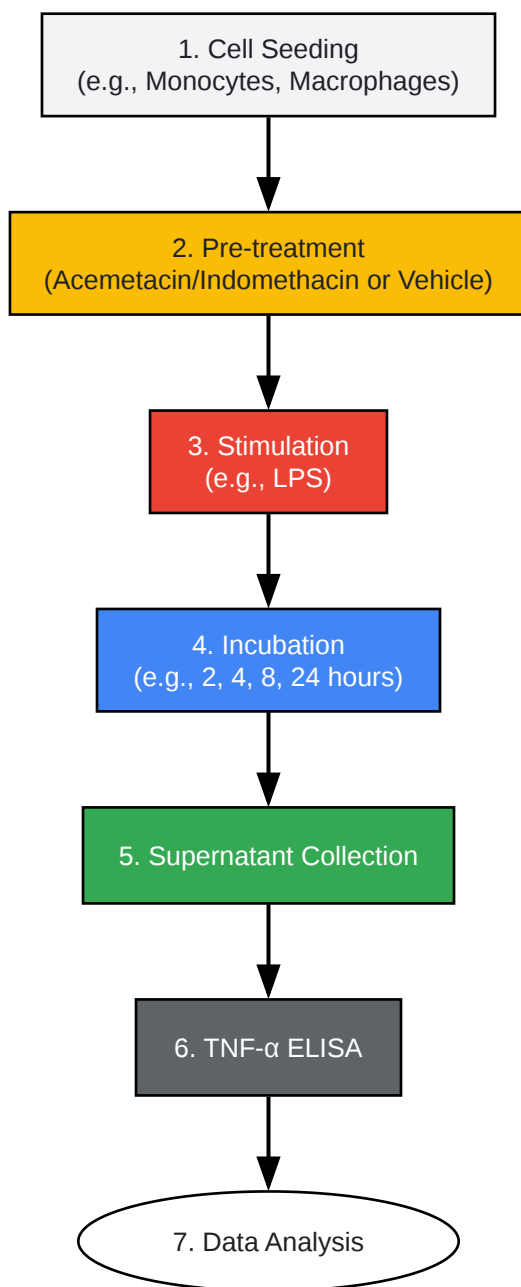 1. Cell Seeding
(e.g., Monocytes, Macrophages)
2. Pre-treatment
(Acemetacin/Indomethacin or Vehicle)
3. Stimulation
(e.g., LPS)
4. Incubation
(e.g., 2, 4, 8, 24 hours)
5. Supernatant Collection
6. TNF-α ELISA
7. Data Analysis